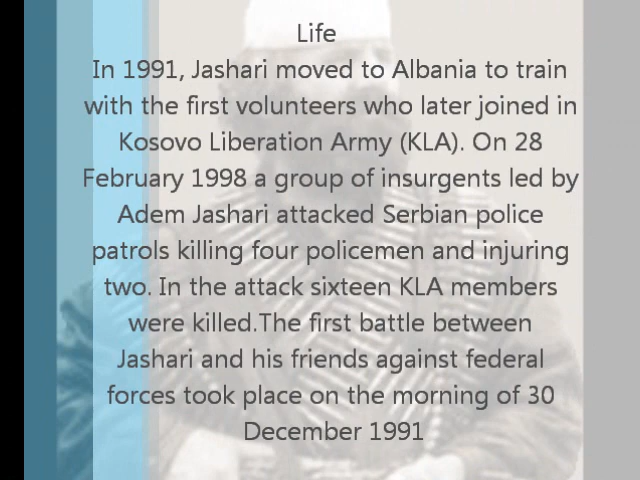 Life
In 1991, Jashari moved to Albania to train
with the first volunteers who later joined in
Kosovo Liberation Army (KLA). On 28
February 1998 a group of insurgents led by
Adem Jashari attacked Serbian police
patrols killing four policemen and injuring
two. In the attack sixteen KLA members
were killed.The first battle between
Jashari and his friends against federal
forces took place on the morning of 30
December 1991